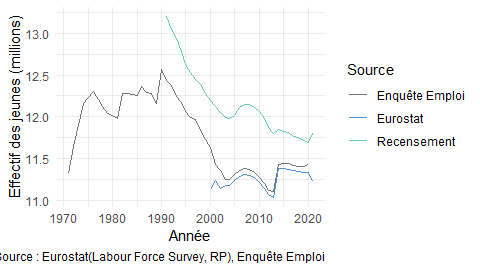 Effectif des jeunes (millions)
13.0
12.5
12.0
11.5
11.0
1970 1980 1990 2000 2010 2020
Année
Source
Enquête Emploi
Eurostat
Recensement
Source : Eurostat(Labour Force Survey, RP), Enquête Emploi